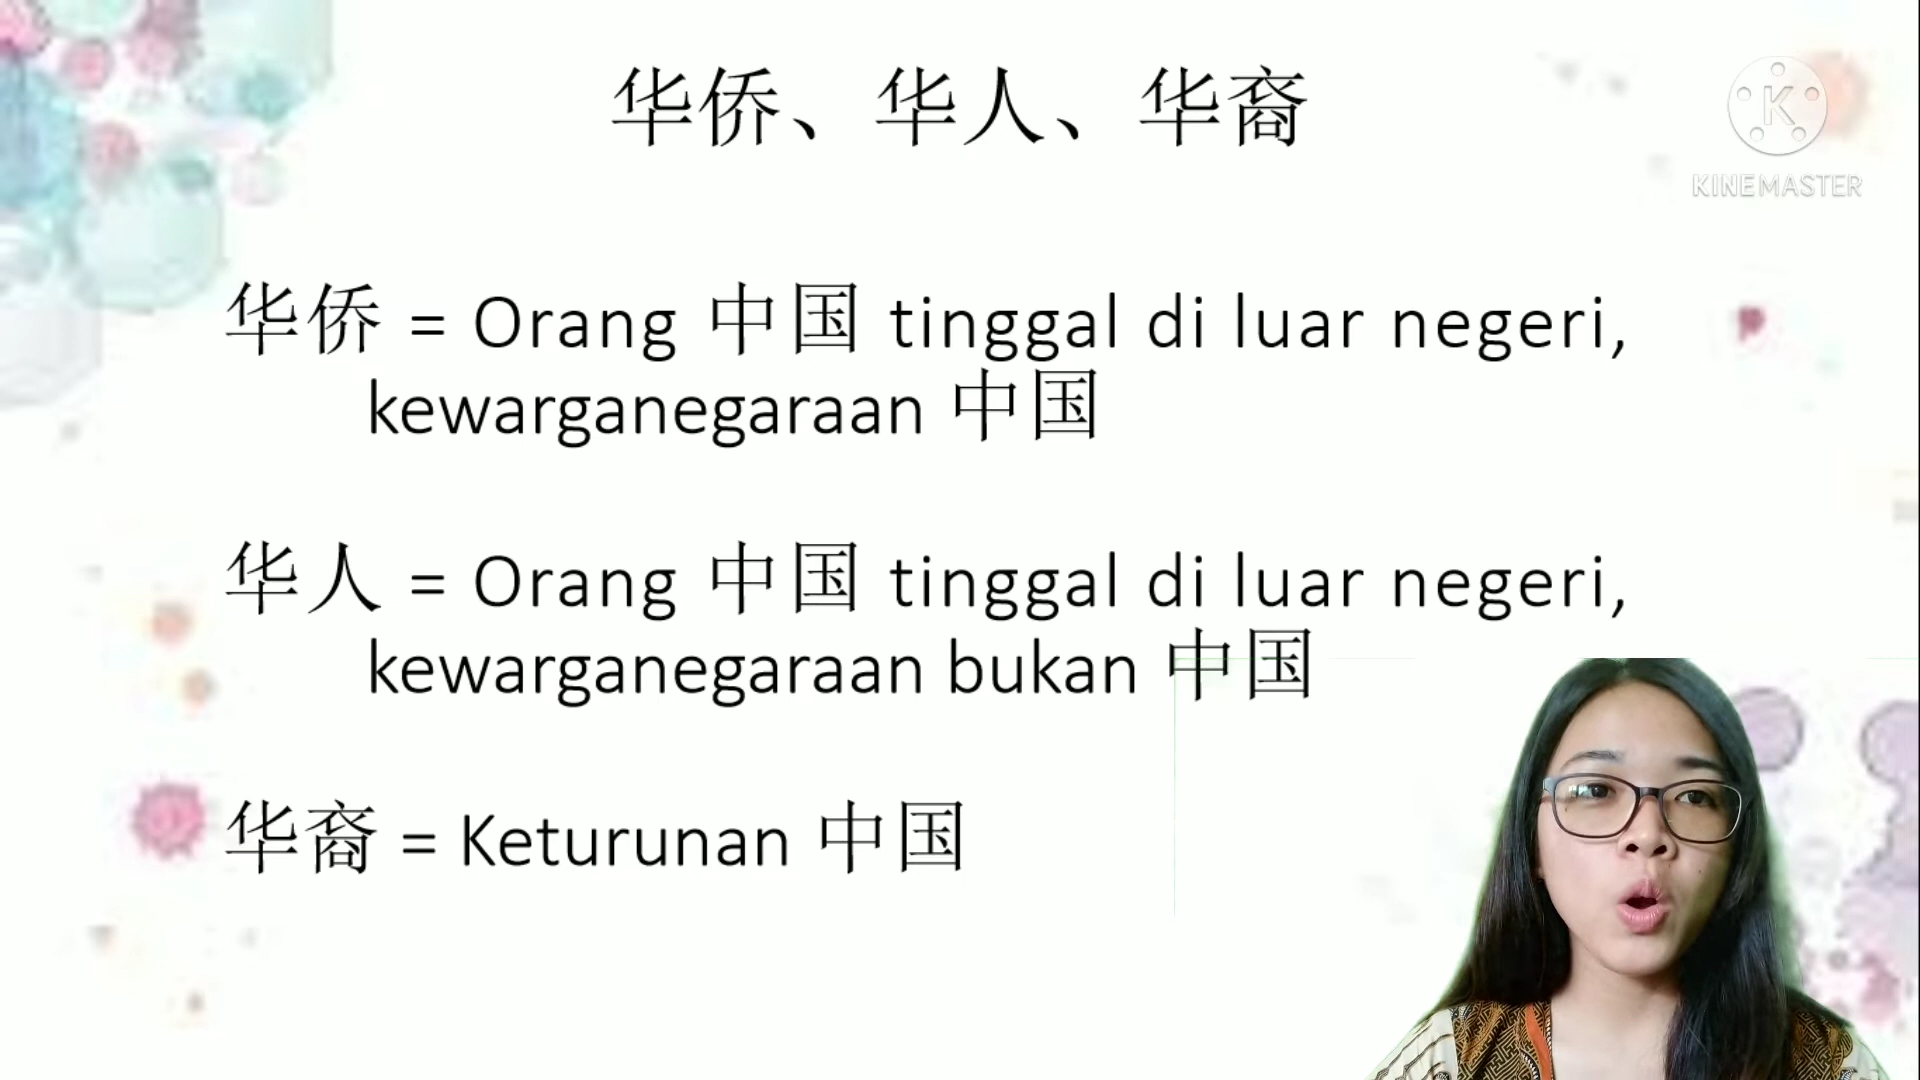 华侨、华人、华裔
K
KINEMASTER
华侨 = Orang 中国 tinggal di luar negeri,
kewarganegaraan 中国
华人 = Orang 中国 tinggal di luar negeri,
kewarganegaraan bukan 中国
华裔 = Keturunan 中国